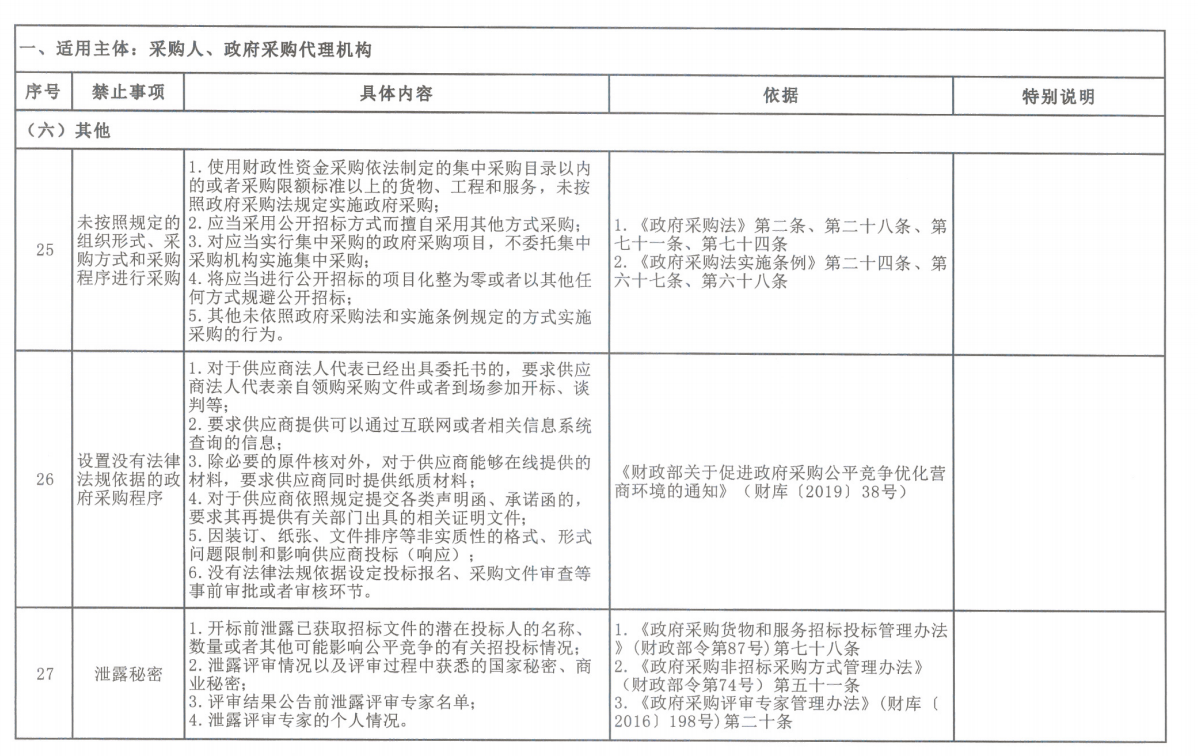 一、适用主体：采购人、政府采购代理机构
序号 禁止事项 具体内容 依据 特别说明
（六）其他
25
未按照规定的
组织形式、采
购方式和采购
程序进行采购
1. 使用财政性资金采购依法制定的集中采购目录以内
的或者采购限额标准以上的货物、工程和服务，未按
照政府采购法规定实施政府采购；
2. 应当采用公开招标方式而擅自采用其他方式采购；
3. 对应当实行集中采购的政府采购项目，不委托集中
采购机构实施集中采购；
4. 将应当进行公开招标的项目化整为零或者以其他任
何方式规避公开招标；
5. 其他未依照政府采购法和实施条例规定的方式实施
采购的行为。
1. 《政府采购法》第二条、第二十八条、第
七十一条、第七十四条
2. 《政府采购法实施条例》第二十四条、第
六十七条、第六十八条
26
设置没有法律
法规依据的政
府采购程序
1. 对于供应商法人代表已经出具委托书的，要求供应
商法人代表亲自领购采购文件或者到场参加开标、谈
判等；
2. 要求供应商提供可以通过互联网或者相关信息系统
查询的信息；
3. 除必要的原件核对外，对于供应商能够在线提供的
材料，要求供应商同时提供纸质材料；
4. 对于供应商依照规定提交各类声明函、承诺函的，
要求其再提供有关部门出具的相关证明文件；
5. 因装订、纸张、文件排序等非实质性的格式、形式
问题限制和影响供应商投标（响应）；
6. 没有法律法规依据设定投标报名、采购文件审查等
事前审批或者审核环节。
《财政部关于促进政府采购公平竞争优化营
商环境的通知》（财库〔2019〕38号）
27
泄露秘密
1. 开标前泄露已获取招标文件的潜在投标人的名称、
数量或者其他可能影响公平竞争的有关招投标情况；
2. 泄露评审情况以及评审过程中获悉的国家秘密、商
业秘密；
3. 评审结果公告前泄露评审专家名单；
4. 泄露评审专家的个人情况。
1. 《政府采购货物和服务招标投标管理办法
》(财政部令第87号)第七十八条
2. 《政府采购非招标采购方式管理办法》
（财政部令第74号）第五十一条
3. 《政府采购评审专家管理办法》(财库〔
2016〕198号)第二十条